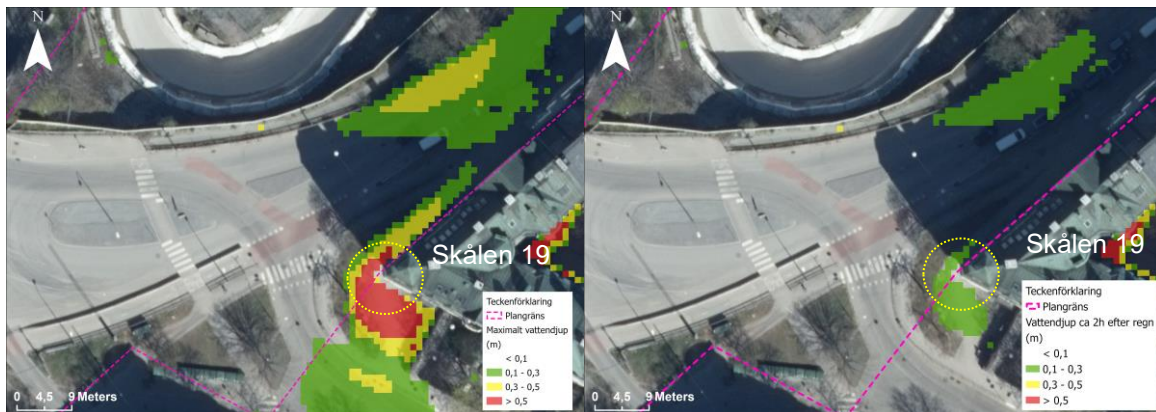 N
Skålen 19
Teckenförklaring
Plangräns
Maximalt vattendjup
(m)
< 0,1
0,1 - 0,3
0,3 - 0,5
> 0,5
0 4,5 9 Meters
N
Skålen 19
Teckenförklaring
Plangräns
Vattendjup ca 2h efter regn
(m)
< 0,1
0,1 - 0,3
0,3 - 0,5
> 0,5
0 4,5 9 Meters